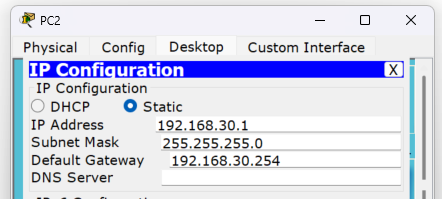 PC2
Physical Config Desktop Custom Interface
IP Configuration X
IP Configuration
DHCP Static
IP Address 192.168.30.1
Subnet Mask 255.255.255.0
Default Gateway 192.168.30.254
DNS Server